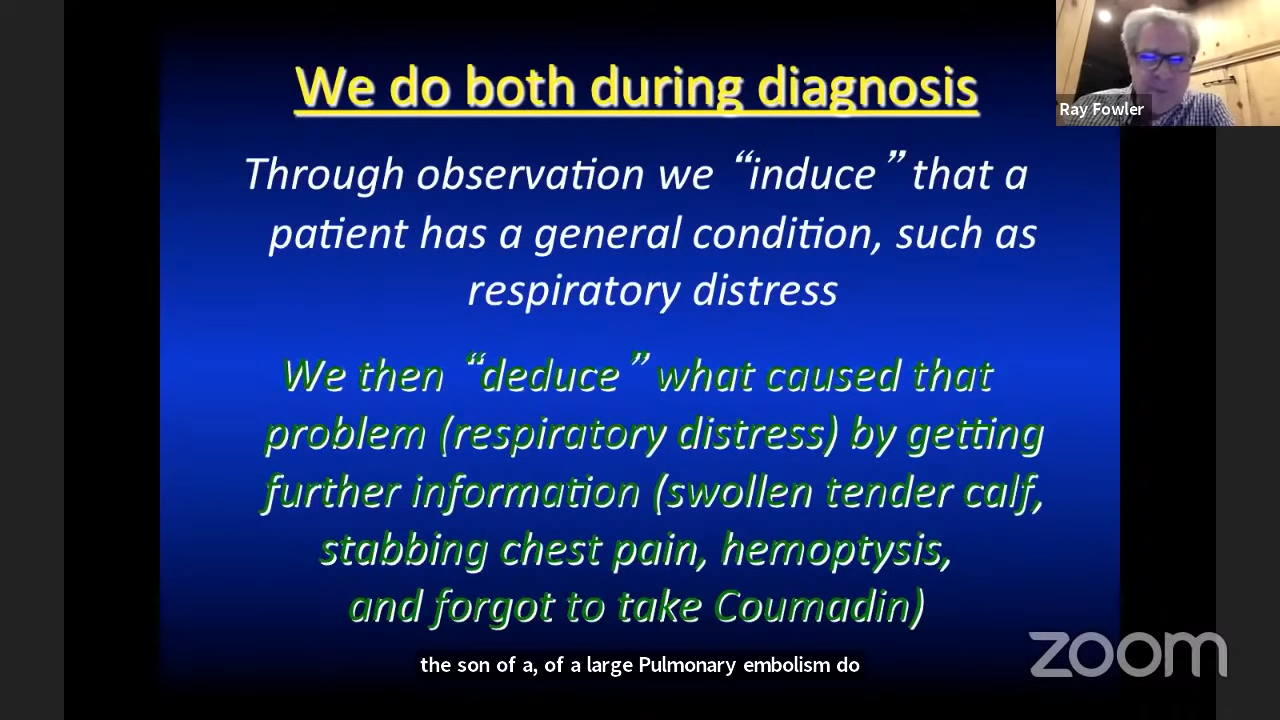 We do both during diagnosis
Ray Fowler
Through observation we “induce” that a
patient has a general condition, such as
respiratory distress
We then “deduce” what caused that
problem (respiratory distress) by getting
further information (swollen tender calf,
stabbing chest pain, hemoptysis,
and forgot to take Coumadin)
the son of a, of a large Pulmonary embolism do
zoom